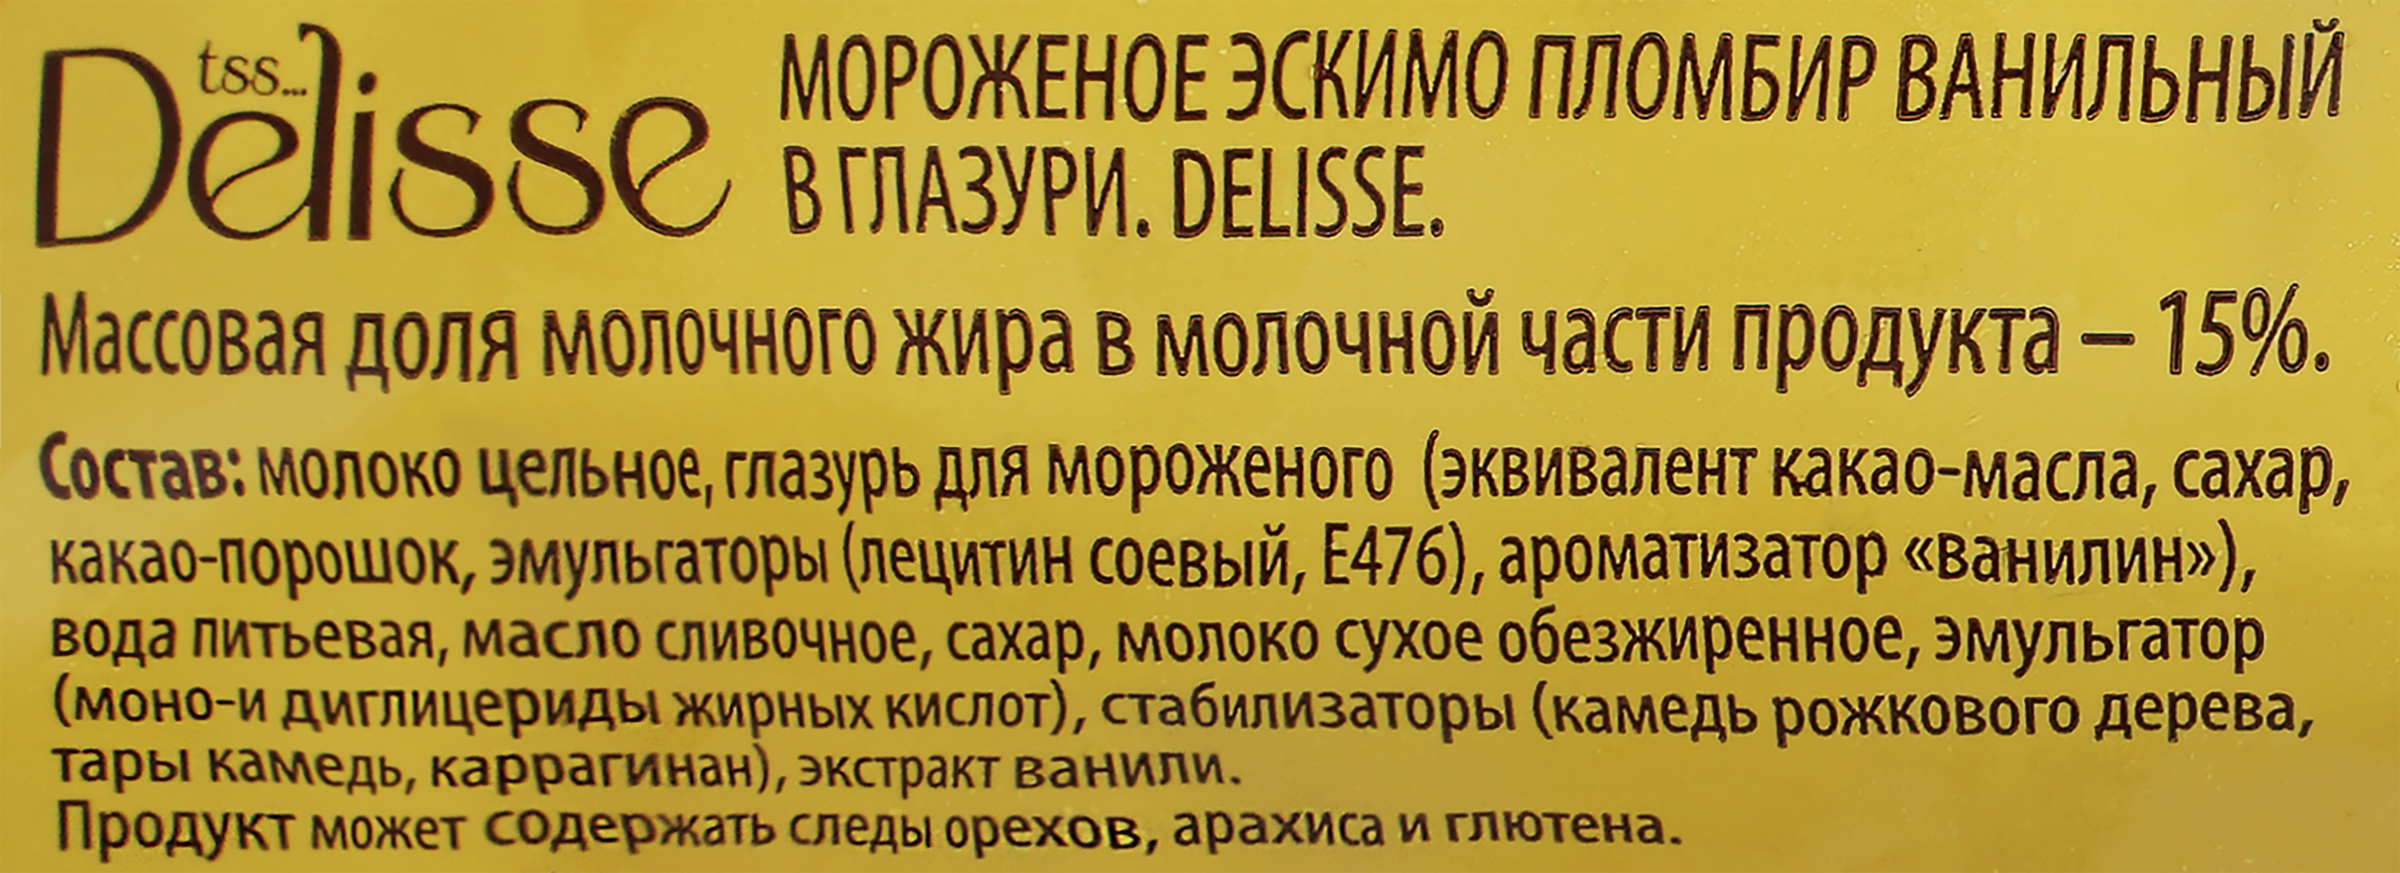 tss...
Delisse
МОРОЖЕНОЕ ЭСКИМО ПЛОМБИР ВАНИЛЬНЫЙ
В ГЛАЗУРИ. DELISSE.
Массовая доля молочного жира в молочной части продукта – 15%.
Состав: молоко цельное, глазурь для мороженого (эквивалент какао-масла, сахар,
какао-порошок, эмульгаторы (лецитин соевый, Е476), ароматизатор «ванилин»),
вода питьевая, масло сливочное, сахар, молоко сухое обезжиренное, эмульгатор
(моно-и диглицериды жирных кислот), стабилизаторы (камедь рожкового дерева,
тары камедь, каррагинан), экстракт ванили.
Продукт может содержать следы орехов, арахиса и глютена.